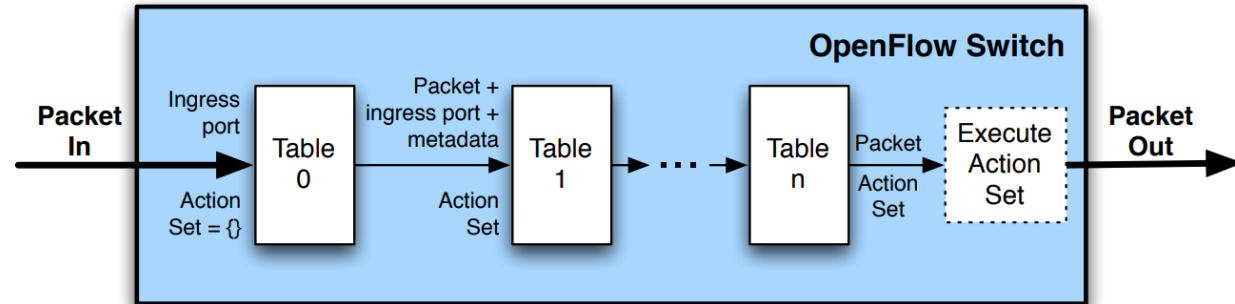 OpenFlow Switch
Packet
In
Ingress
port
Action
Set = {}
Table
0
Packet +
ingress port +
metadata
Action
Set
Table
1
...
Table
n
Packet
Action
Set
Execute
Action
Set
Packet
Out